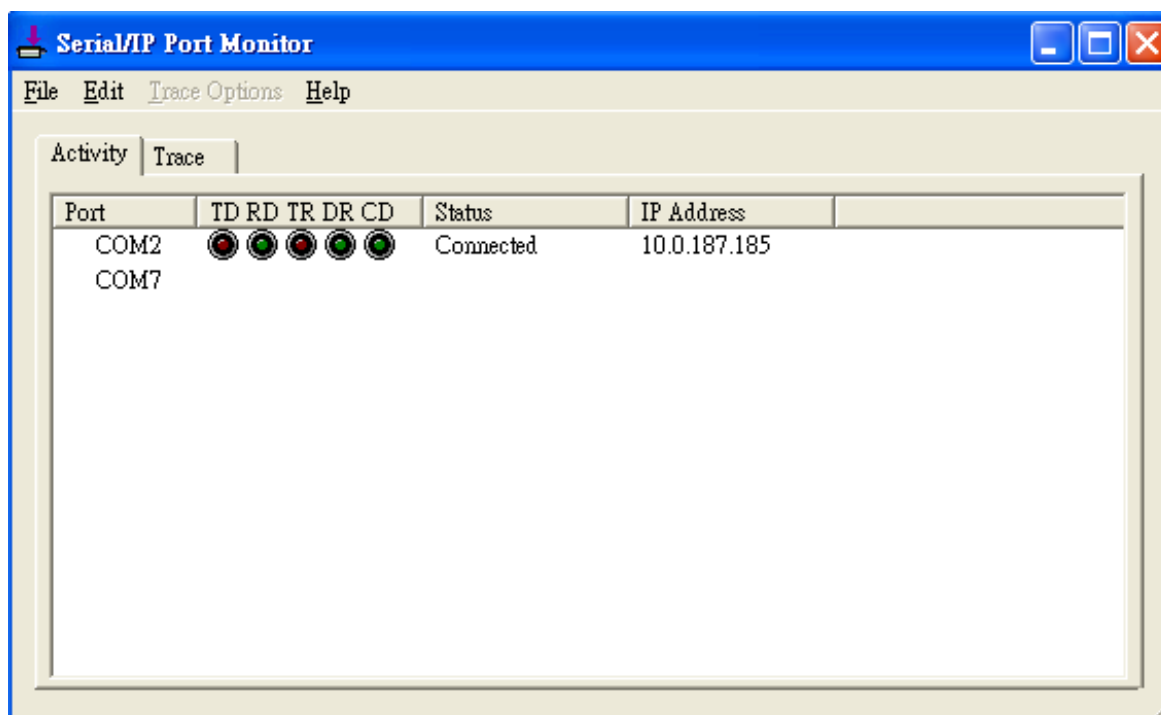 Serial/IP Port Monitor
File Edit Trace Options Help
Activity Trace
Port TD RD TR DR CD Status IP Address
COM2 Connected 10.0.187.185
COM7